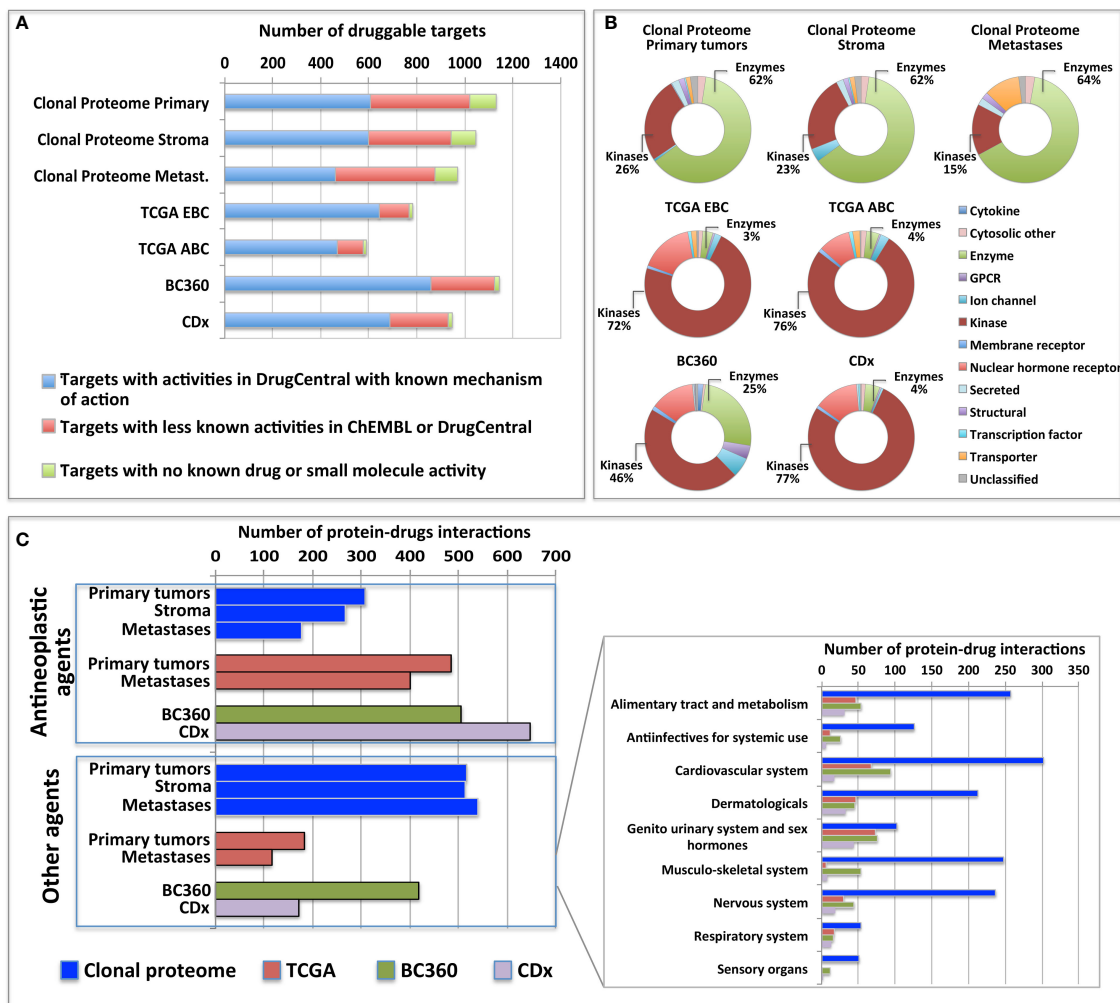 A
Number of druggable targets
0 200 400 600 800 1000 1200 1400
Clonal Proteome Primary
Clonal Proteome Stroma
Clonal Proteome Metast.
TCGA EBC
TCGA ABC
BC360
CDx
Targets with activities in DrugCentral with known mechanism
of action
Targets with less known activities in ChEMBL or DrugCentral
Targets with no known drug or small molecule activity
B
Clonal Proteome
Primary tumors
Enzymes
62%
Kinases
26%
Clonal Proteome
Stroma
Enzymes
62%
Kinases
23%
Clonal Proteome
Metastases
Enzymes
64%
Kinases
15%
TCGA EBC
Enzymes
3%
Kinases
72%
TCGA ABC
Enzymes
4%
Kinases
76%
BC360
Enzymes
25%
Kinases
46%
CDx
Enzymes
4%
Kinases
77%
Cytokine
Cytosolic other
Enzyme
GPCR
Ion channel
Kinase
Membrane receptor
Nuclear hormone receptor
Secreted
Structural
Transcription factor
Transporter
Unclassified
C
Number of protein-drugs interactions
0 100 200 300 400 500 600 700
Antineoplastic
agents
Primary tumors
Stroma
Metastases
Primary tumors
Metastases
BC360
CDx
Other agents
Primary tumors
Stroma
Metastases
Primary tumors
Metastases
BC360
CDx
Clonal proteome
TCGA
BC360
CDx
Number of protein-drug interactions
0 50 100 150 200 250 300 350
Alimentary tract and metabolism
Antiinfectives for systemic use
Cardiovascular system
Dermatologicals
Genito urinary system and sex
hormones
Musculo-skeletal system
Nervous system
Respiratory system
Sensory organs